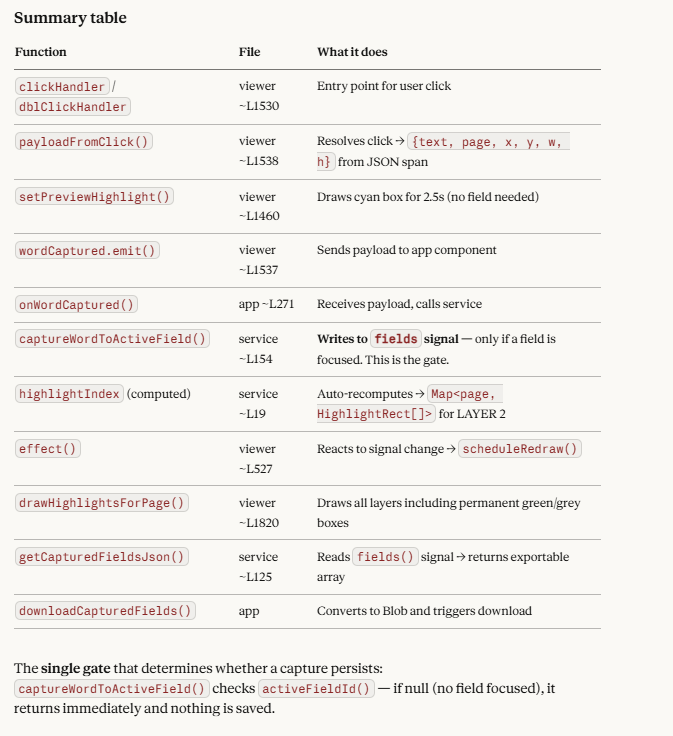 Summary table
Function File What it does
clickHandler / viewer Entry point for user click
dblClickHandler ~L1530
payloadFromClick() viewer Resolves click → {text, page, x, y, w,
~L1538 h} from JSON span
setPreviewHighlight() viewer Draws cyan box for 2.5s (no field needed)
~L1460
wordCaptured.emit() viewer Sends payload to app component
~L1537
onWordCaptured() app ~L271 Receives payload, calls service
captureWordToActiveField() service Writes to fields signal — only if a field is
~L154 focused. This is the gate.
highlightIndex (computed) service Auto-recomputes → Map<page,
~L19 HighlightRect[]> for LAYER 2
effect() viewer Reacts to signal change → scheduleRedraw()
~L527
drawHighlightsForPage() viewer Draws all layers including permanent green/grey
~L1820 boxes
getCapturedFieldsJson() service Reads fields() signal → returns exportable
~L125 array
downloadCapturedFields() app Converts to Blob and triggers download
The single gate that determines whether a capture persists:
captureWordToActiveField() checks activeFieldId() — if null (no field focused), it
returns immediately and nothing is saved.